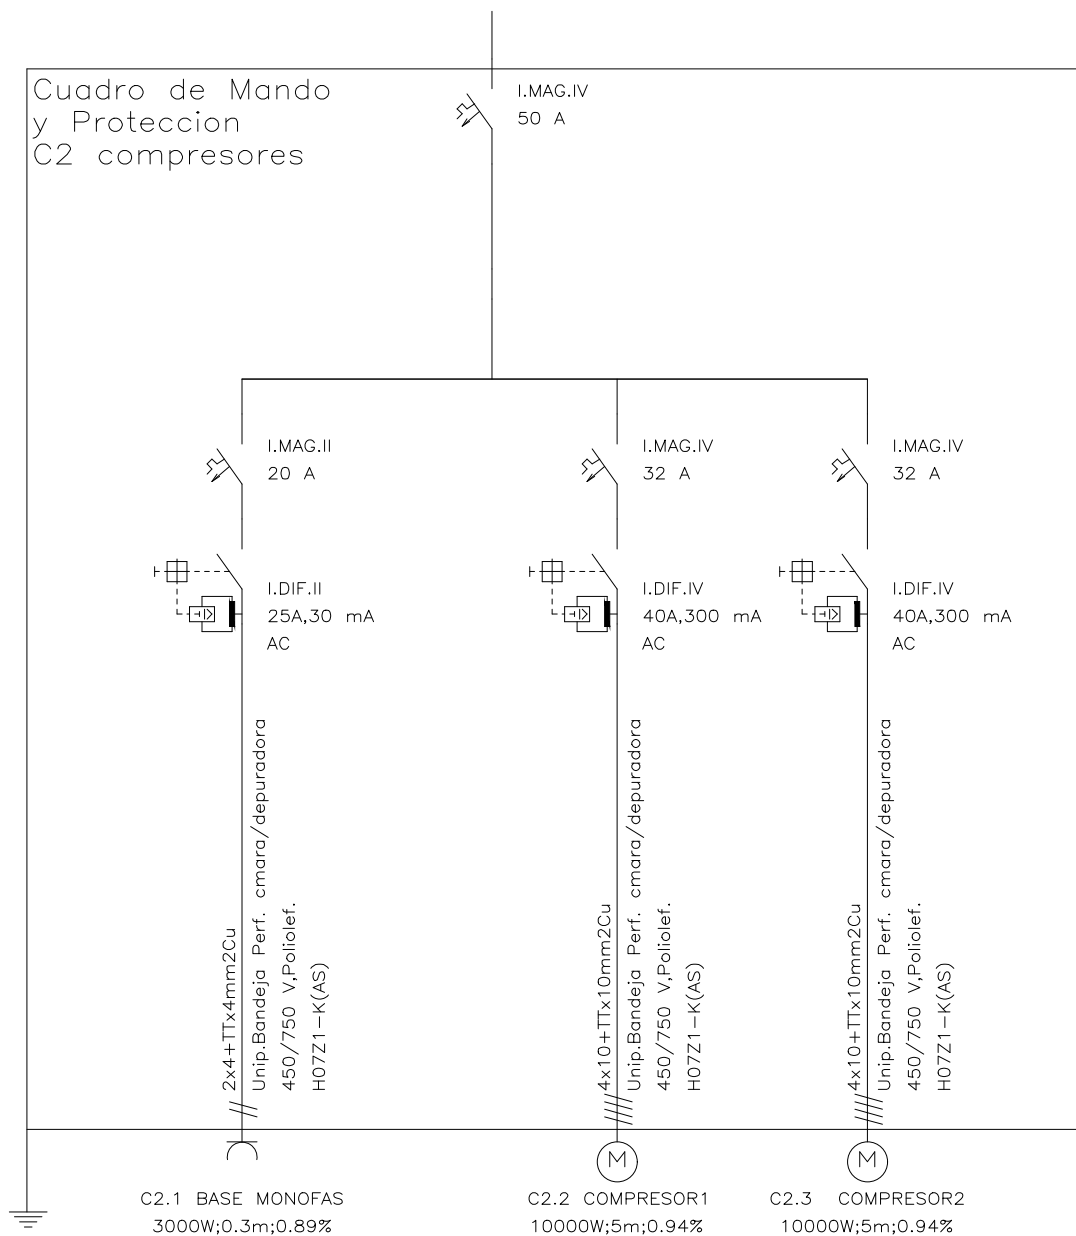 Cuadro de Mando
y Proteccion
C2 compresores
I.MAG.IV
50 A
I.MAG.II
20 A
I.MAG.IV
32 A
I.MAG.IV
32 A
I.DIF.II
25A,30 mA
AC
I.DIF.IV
40A,300 mA
AC
I.DIF.IV
40A,300 mA
AC
2x4+TTx4mm2Cu
Unip.Bandeja Perf. cmara/depuradora
450/750 V,Poliolef.
H07Z1-K(AS)
4x10+TTx10mm2Cu
Unip.Bandeja Perf. cmara/depuradora
450/750 V,Poliolef.
H07Z1-K(AS)
4x10+TTx10mm2Cu
Unip.Bandeja Perf. cmara/depuradora
450/750 V,Poliolef.
H07Z1-K(AS)
M
M
C2.1 BASE MONOFAS
3000W;0.3m;0.89%
C2.2 COMPRESOR1
10000W;5m;0.94%
C2.3 COMPRESOR2
10000W;5m;0.94%